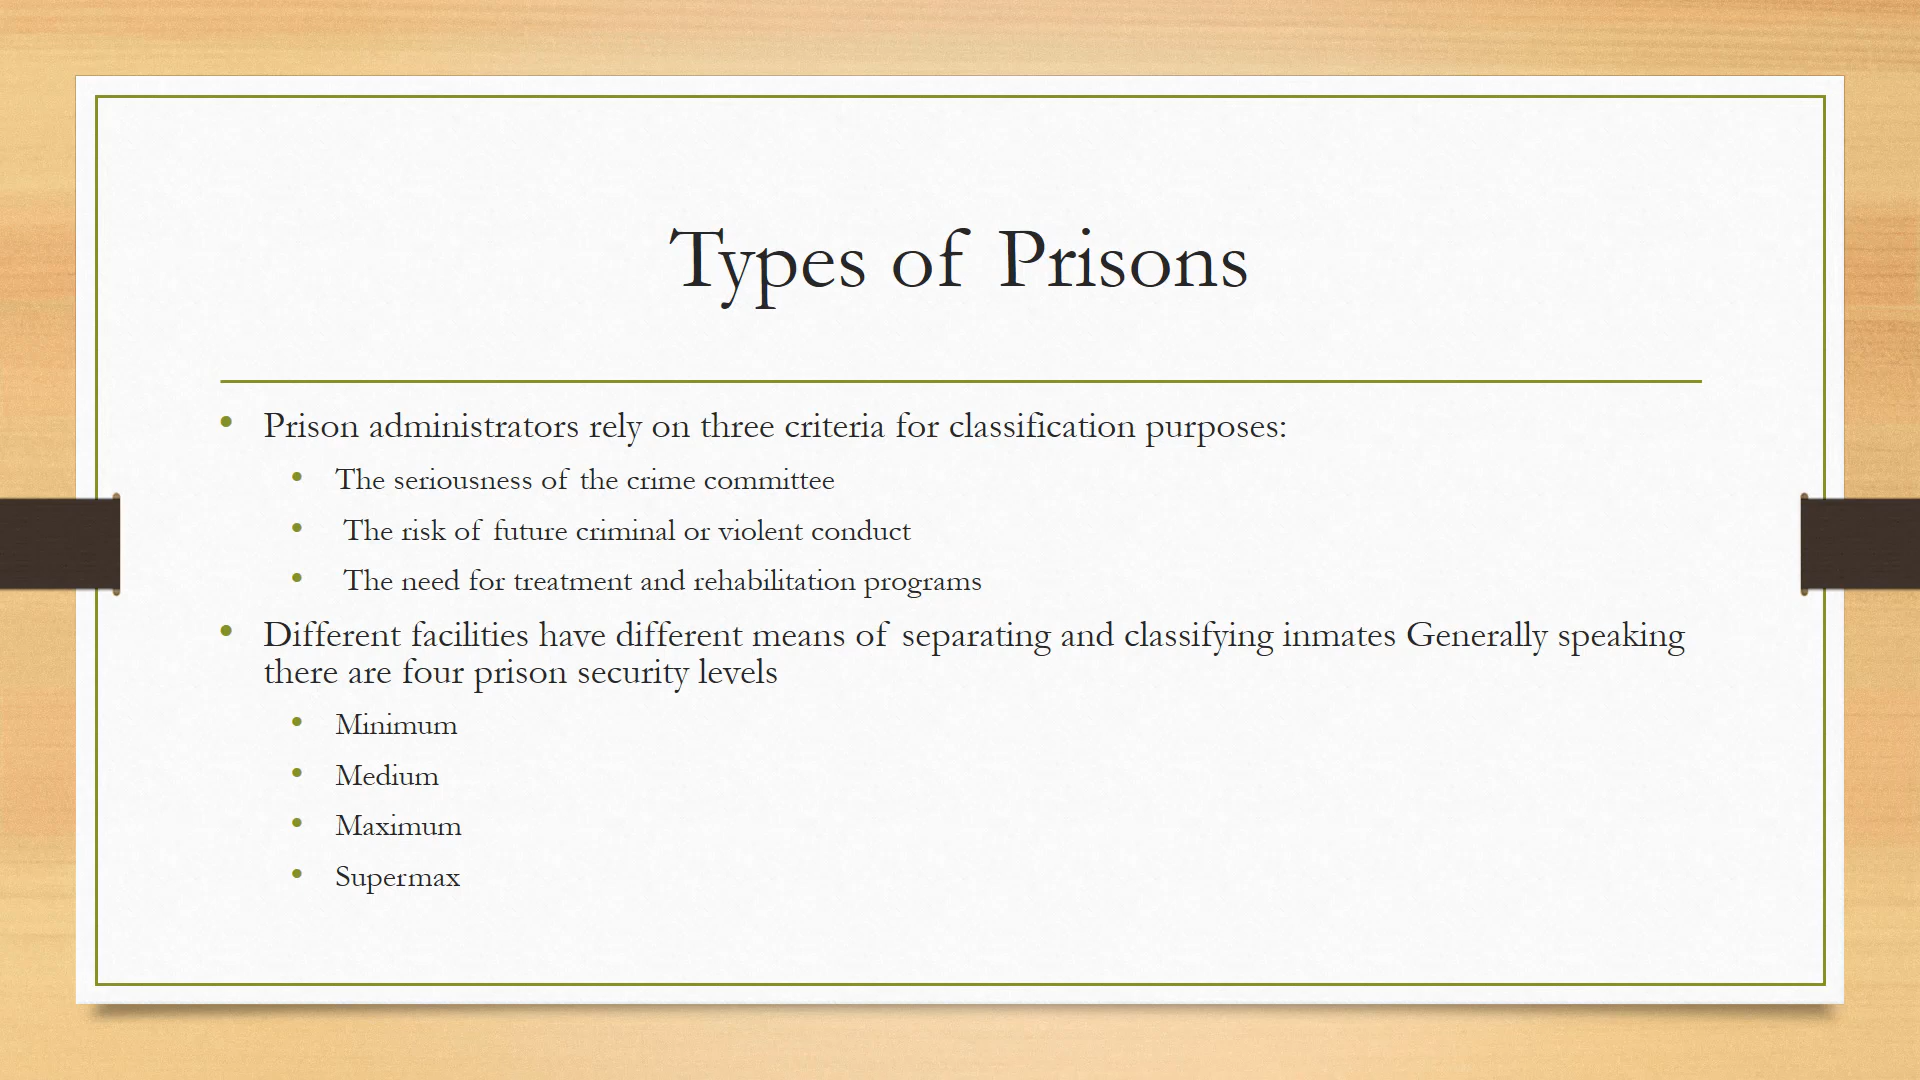 Types of Prisons
• Prison administrators rely on three criteria for classification purposes:
• The seriousness of the crime committee
• The risk of future criminal or violent conduct
• The need for treatment and rehabilitation programs
• Different facilities have different means of separating and classifying inmates Generally speaking
there are four prison security levels
• Minimum
• Medium
• Maximum
• Supermax